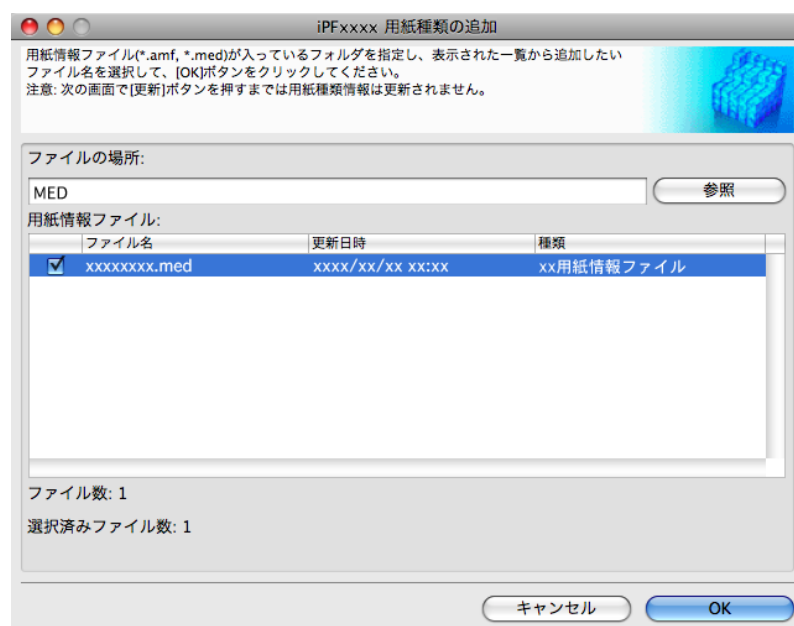 iPFxxxx 用紙種類の追加
用紙情報ファイル(*.amf, *.med)が入っているフォルダを指定し、表示された一覧から追加したい
ファイル名を選択して、[OK]ボタンをクリックしてください。
注意: 次の画面で[更新]ボタンを押すまでは用紙種類情報は更新されません。
ファイルの場所:
MED 参照
用紙情報ファイル:
ファイル名 更新日時 種類
xxxxxxxx.med xxxx/xx/xx xx:xx xx用紙情報ファイル
ファイル数: 1
選択済みファイル数: 1
キャンセル OK